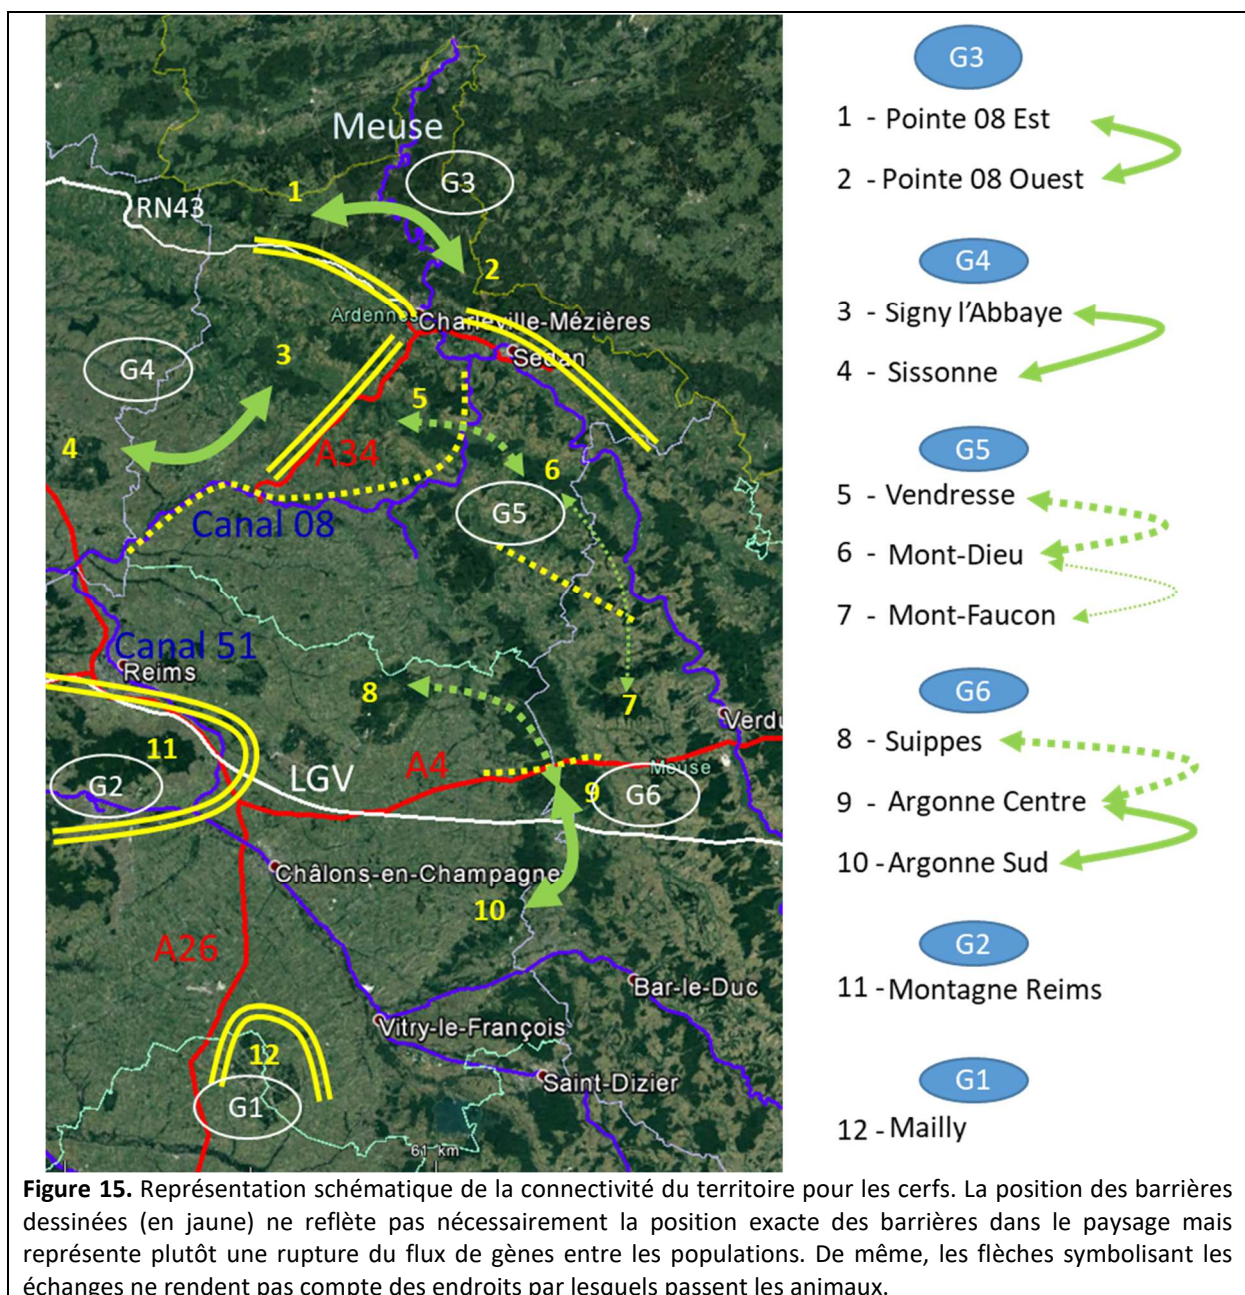 Meuse
G3
1
RN43
2
Ardennes
Charleville-Mézières
Sedan
3
G4
5
4
A34
6
G5
Canal 08
Canal 51
Reims
8
7
Verdu
11
A4
Meuse
LGV
G2
9
G6
Châlons-en-Champagne
10
A26
Bar-le-Duc
Vitry-le-François
12
Saint-Dizier
G1
61 km
G3
1 - Pointe 08 Est
2 - Pointe 08 Ouest
G4
3 - Signy l'Abbaye
4 - Sissonne
G5
5 - Vendresse
6 - Mont-Dieu
7 - Mont-Faucon
G6
8 - Suippes
9 - Argonne Centre
10 - Argonne Sud
G2
11 - Montagne Reims
G1
12 - Mailly
Figure 15. Représentation schématique de la connectivité du territoire pour les cerfs. La position des barrières
dessinées (en jaune) ne reflète pas nécessairement la position exacte des barrières dans le paysage mais
représente plutôt une rupture du flux de gènes entre les populations. De même, les flèches symbolisant les
échanges ne rendent pas compte des endroits par lesquels passent les animaux.